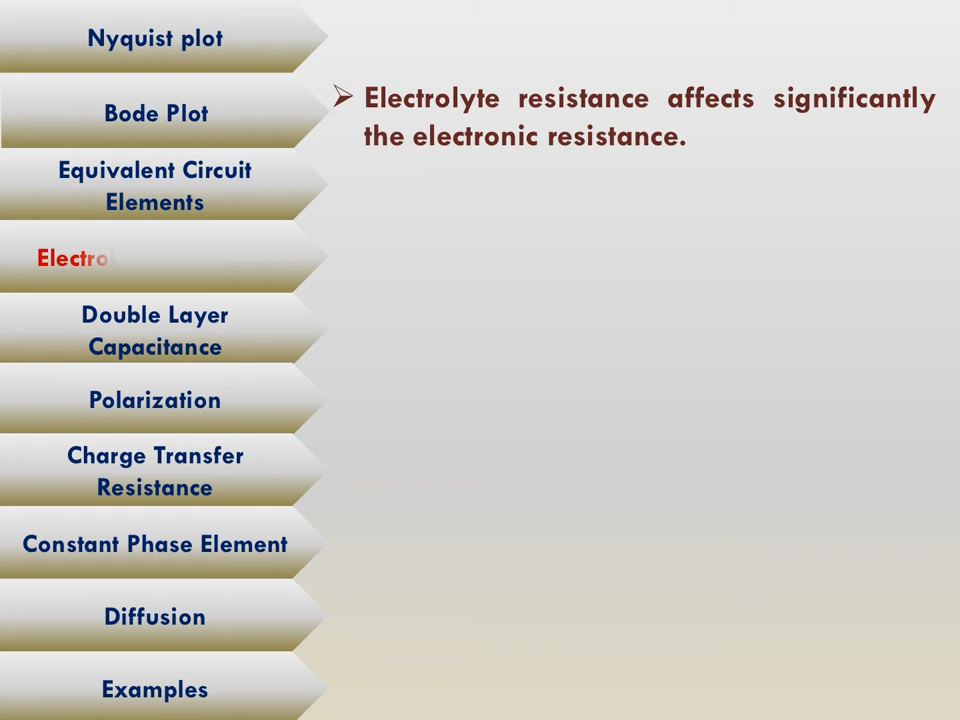 Nyquist plot
Bode Plot
Equivalent Circuit
Elements
Double Layer
Capacitance
Polarization
Charge Transfer
Resistance
Constant Phase Element
Diffusion
Examples
➢ Electrolyte resistance affects significantly
the electronic resistance.